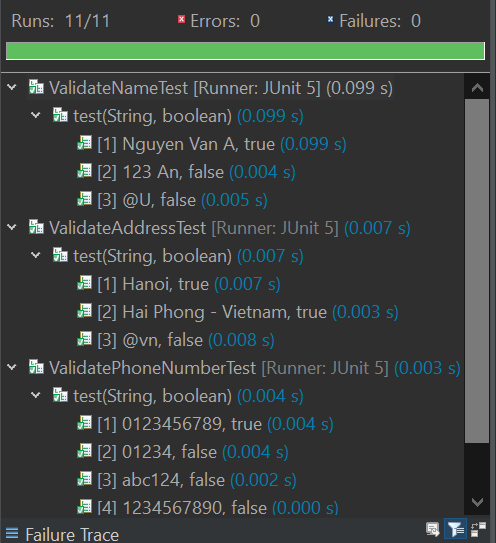 Runs: 11/11 Errors: 0 Failures: 0
ValidateNameTest [Runner: JUnit 5] (0.099 s)
test(String, boolean) (0.099 s)
[1] Nguyen Van A, true (0.099 s)
[2] 123 An, false (0.004 s)
[3] @U, false (0.005 s)
ValidateAddressTest [Runner: JUnit 5] (0.007 s)
test(String, boolean) (0.007 s)
[1] Hanoi, true (0.007 s)
[2] Hai Phong - Vietnam, true (0.003 s)
[3] @vn, false (0.008 s)
ValidatePhoneNumberTest [Runner: JUnit 5] (0.003 s)
test(String, boolean) (0.004 s)
[1] 0123456789, true (0.004 s)
[2] 01234, false (0.004 s)
[3] abc124, false (0.002 s)
[4] 1234567890, false (0.000 s)
Failure Trace